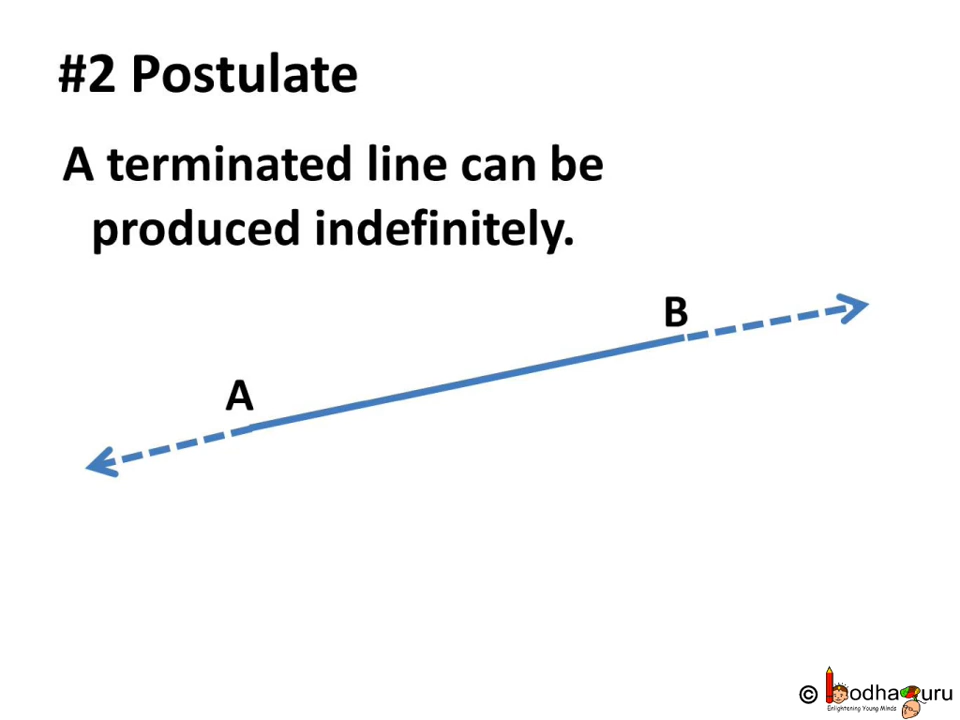 #2 Postulate
A terminated line can be
produced indefinitely.
B
A
© BodhaGuru
Enlightening Young Minds